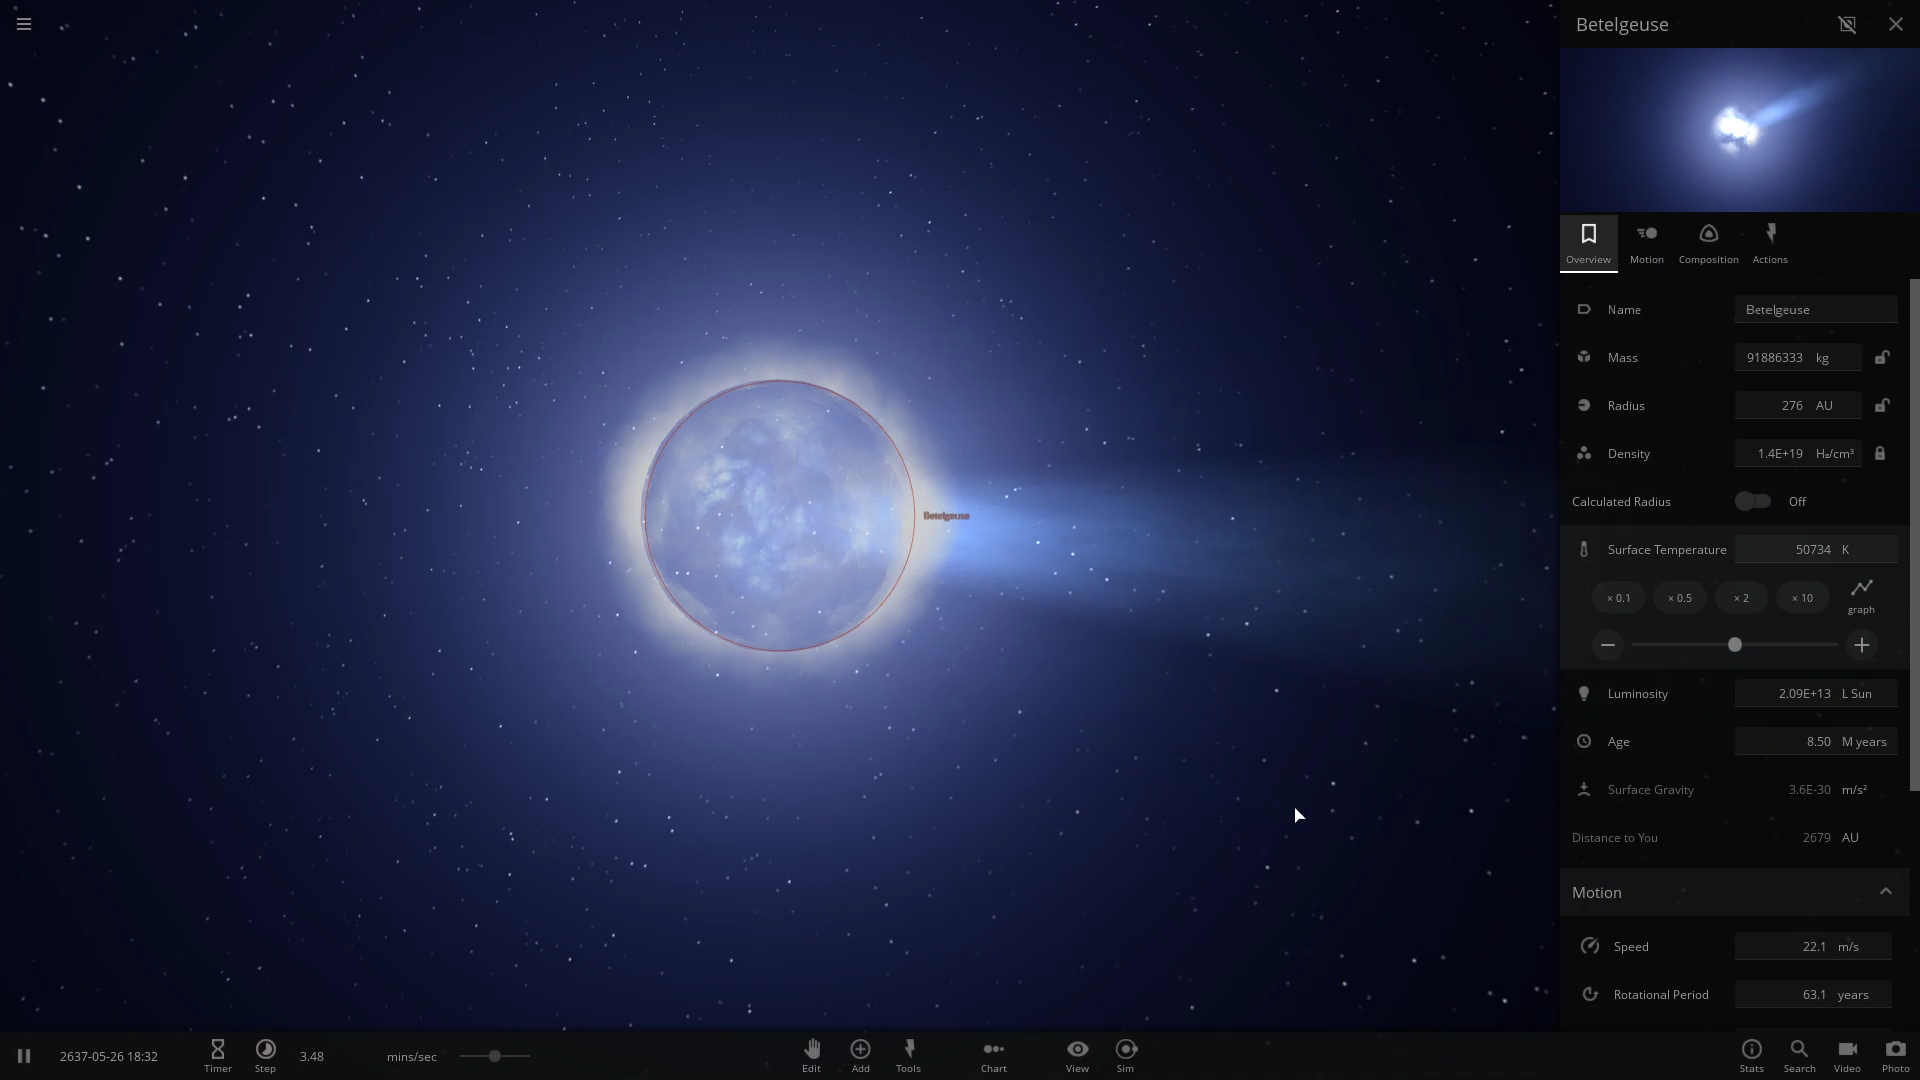 Betelgeuse
Overview Motion Composition Actions
Name Betelgeuse
Mass 91886333 kg
Radius 276 AU
Density 1.4E+19 H₂/cm³
Calculated Radius Off
Surface Temperature 50734 K
× 0.1 × 0.5 × 2 × 10 graph
Luminosity 2.09E+13 L Sun
Age 8.50 M years
Surface Gravity 3.6E-30 m/s²
Distance to You 2679 AU
Motion
Speed 22.1 m/s
Rotational Period 63.1 years
Betelgeuse
2637-05-26 18:32 Timer Step 3.48 mins/sec Edit Add Tools Chart View Sim Stats Search Video Photo